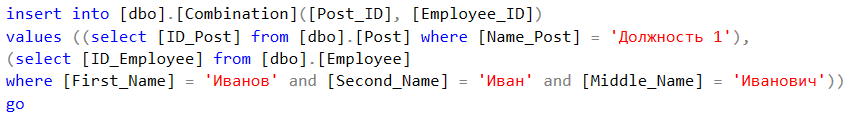 insert into [dbo].[Combination]([Post_ID], [Employee_ID])
values ((select [ID_Post] from [dbo].[Post] where [Name_Post] = 'Должность 1'),
(select [ID_Employee] from [dbo].[Employee]
where [First_Name] = 'Иванов' and [Second_Name] = 'Иван' and [Middle_Name] = 'Иванович'))
go